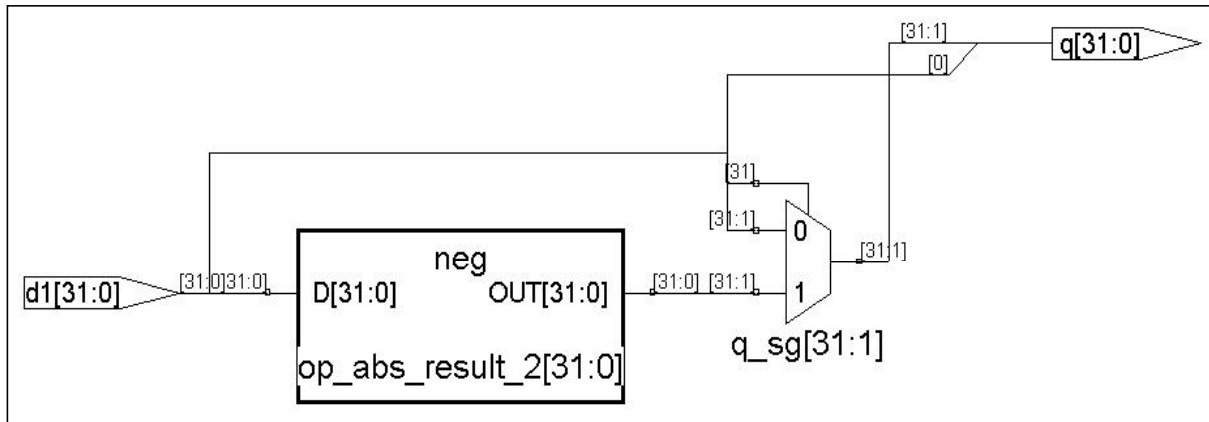 [31:1]
q[31:0]
[0]
[31]
[31:1]
0
[31:1]
neg
d1[31:0]
[31:0]
[31:0]
D[31:0]
OUT[31:0]
[31:0]
[31:1]
1
q_sg[31:1]
op_abs_result_2[31:0]